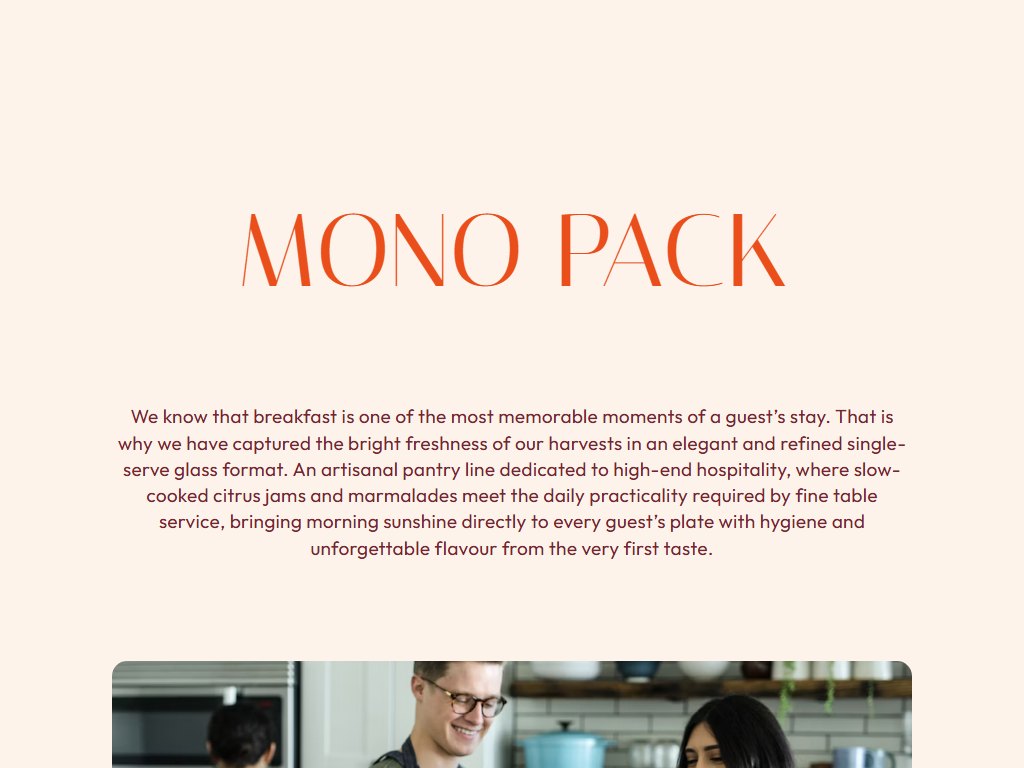 MONO PACK
We know that breakfast is one of the most memorable moments of a guest’s stay. That is
why we have captured the bright freshness of our harvests in an elegant and refined single-
serve glass format. An artisanal pantry line dedicated to high-end hospitality, where slow-
cooked citrus jams and marmalades meet the daily practicality required by fine table
service, bringing morning sunshine directly to every guest’s plate with hygiene and
unforgettable flavour from the very first taste.